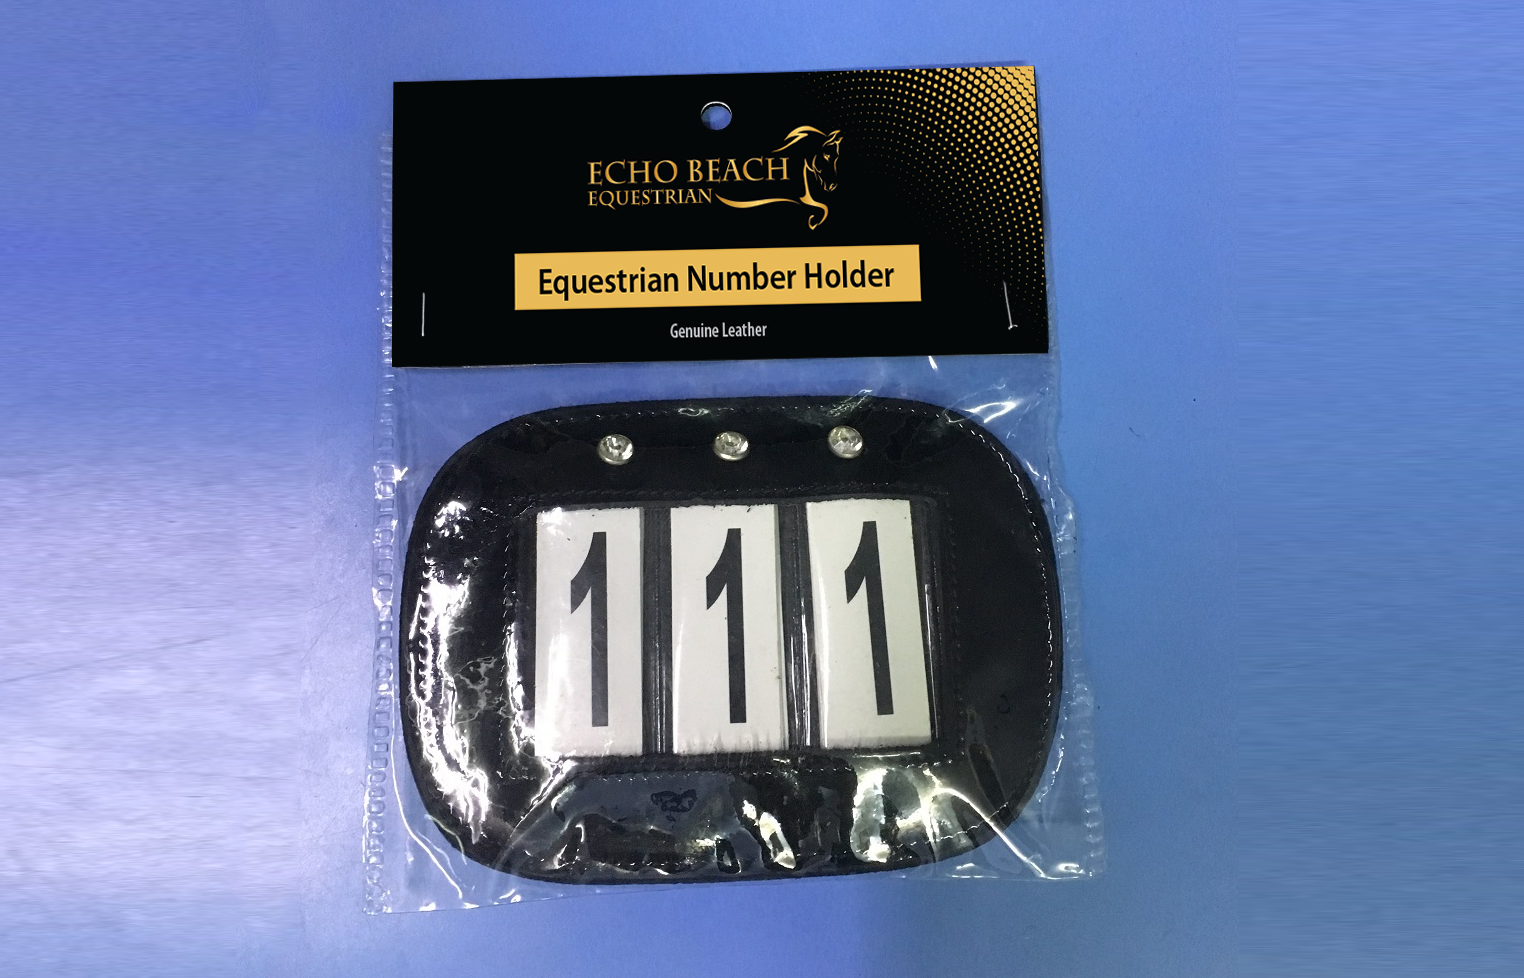 ECHO BEACH
EQUESTRIAN
Equestrian Number Holder
Genuine Leather
1 1 1